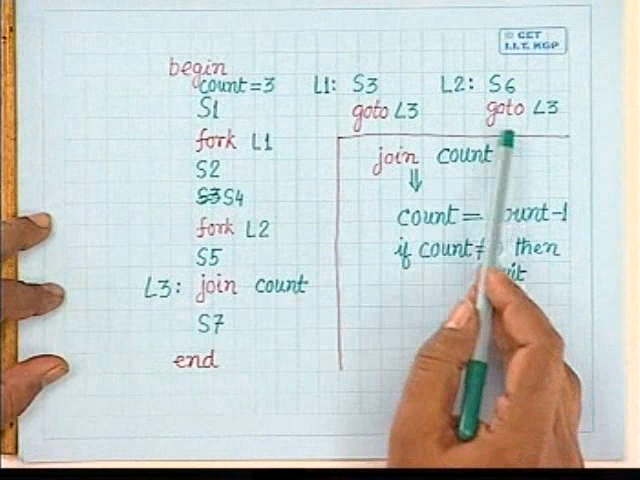 © CET
I.I.T. KGP
begin
count=3
S1
fork L1
S2
S4
fork L2
S5
L3: join count
S7
end
L1: S3
goto L3
L2: S6
goto L3
join count
⇓
count = ount-1
if count≠ then